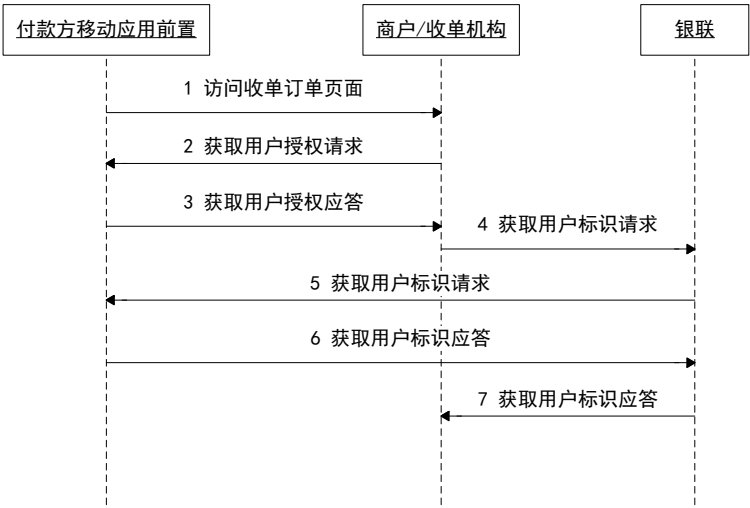 付款方移动应用前置
商户/收单机构
银联
1 访问收单订单页面
2 获取用户授权请求
3 获取用户授权应答
4 获取用户标识请求
5 获取用户标识请求
6 获取用户标识应答
7 获取用户标识应答